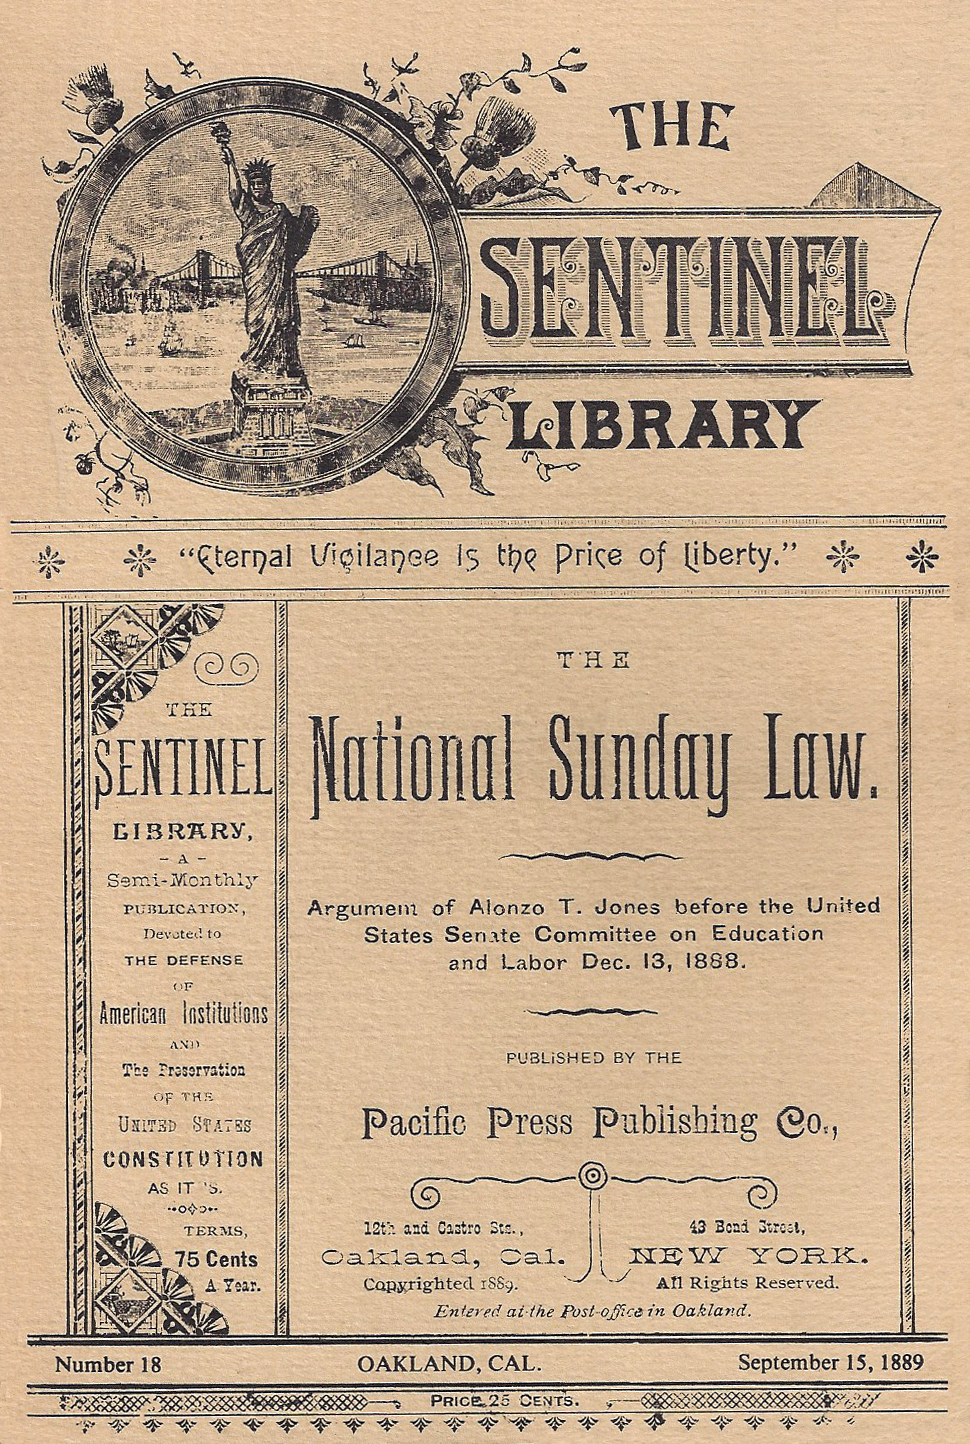 THE
SENTINEL
LIBRARY
“Eternal Vigilance Is the Price of Liberty.”
THE
SENTINEL
LIBRARY,
- A -
Semi-Monthly
PUBLICATION,
Devoted to
THE DEFENSE
OF
American Institutions
AND
The Preservation
OF THE
UNITED STATES
CONSTITUTION
AS IT 'S.
TERMS,
75 Cents
A Year.
THE
National Sunday Law.
Argument of Alonzo T. Jones before the United
States Senate Committee on Education
and Labor Dec. 13, 1888.
PUBLISHED BY THE
Pacific Press Publishing Co.,
12th and Castro Sts.,
Oakland, Cal.
Copyrighted 1889.
43 Bond Street,
NEW YORK.
All Rights Reserved.
Entered at the Post-office in Oakland.
Number 18 OAKLAND, CAL. September 15, 1889
PRICE 25 CENTS.